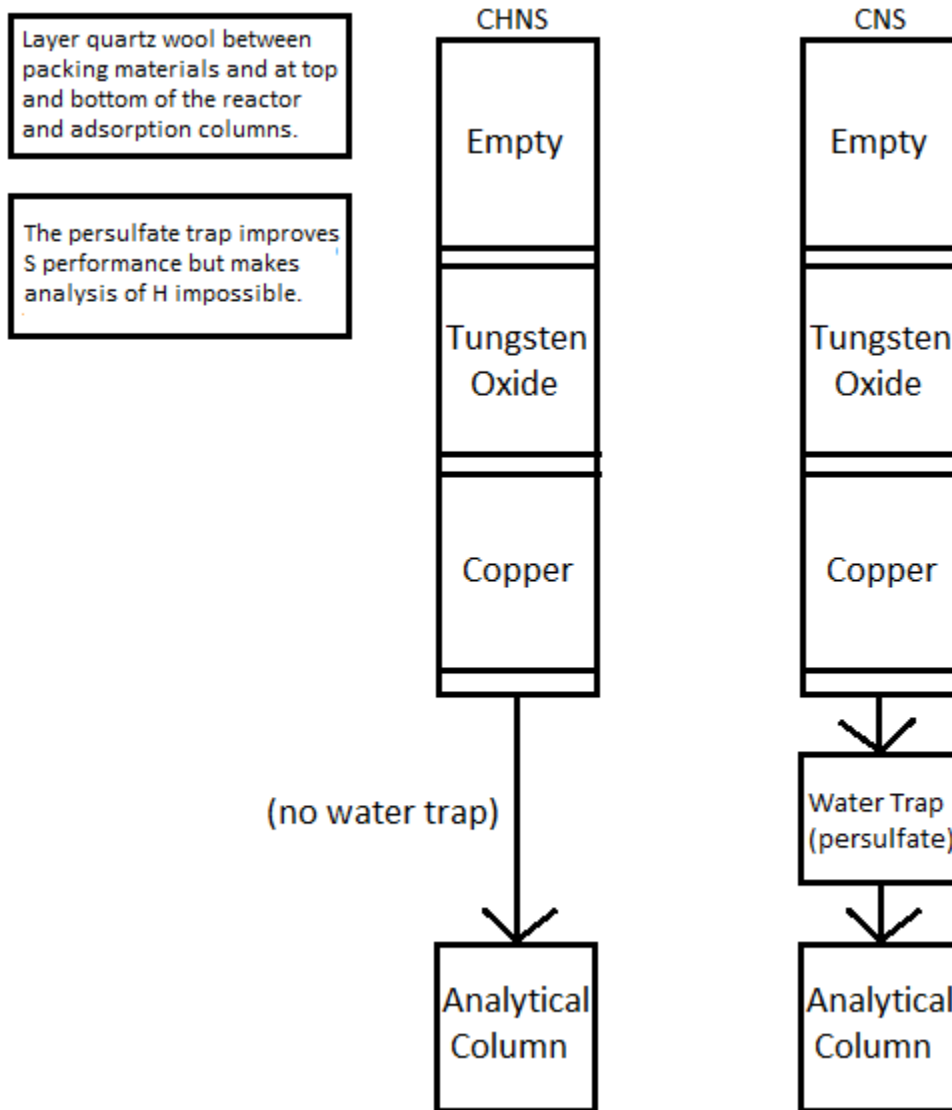 Layer quartz wool between
packing materials and at top
and bottom of the reactor
and adsorption columns.
The persulfate trap improves
S performance but makes
analysis of H impossible.
CHNS
Empty
Tungsten
Oxide
Copper
(no water trap)
Analytical
Column
CNS
Empty
Tungsten
Oxide
Copper
Water Trap
(persulfate)
Analytical
Column